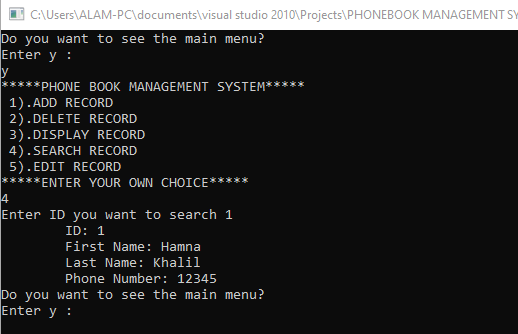 C:\Users\ALAM-PC\documents\visual studio 2010\Projects\PHONEBOOK MANAGEMENT SY
Do you want to see the main menu?
Enter y :
y
*****PHONE BOOK MANAGEMENT SYSTEM*****
 1).ADD RECORD
 2).DELETE RECORD
 3).DISPLAY RECORD
 4).SEARCH RECORD
 5).EDIT RECORD
*****ENTER YOUR OWN CHOICE*****
4
Enter ID you want to search 1
        ID: 1
        First Name: Hamna
        Last Name: Khalil
        Phone Number: 12345
Do you want to see the main menu?
Enter y :